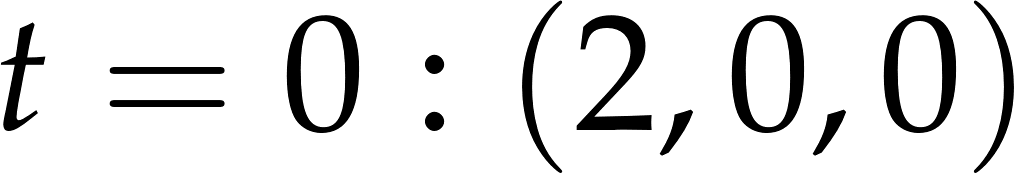 t = 0 : (2, 0, 0)